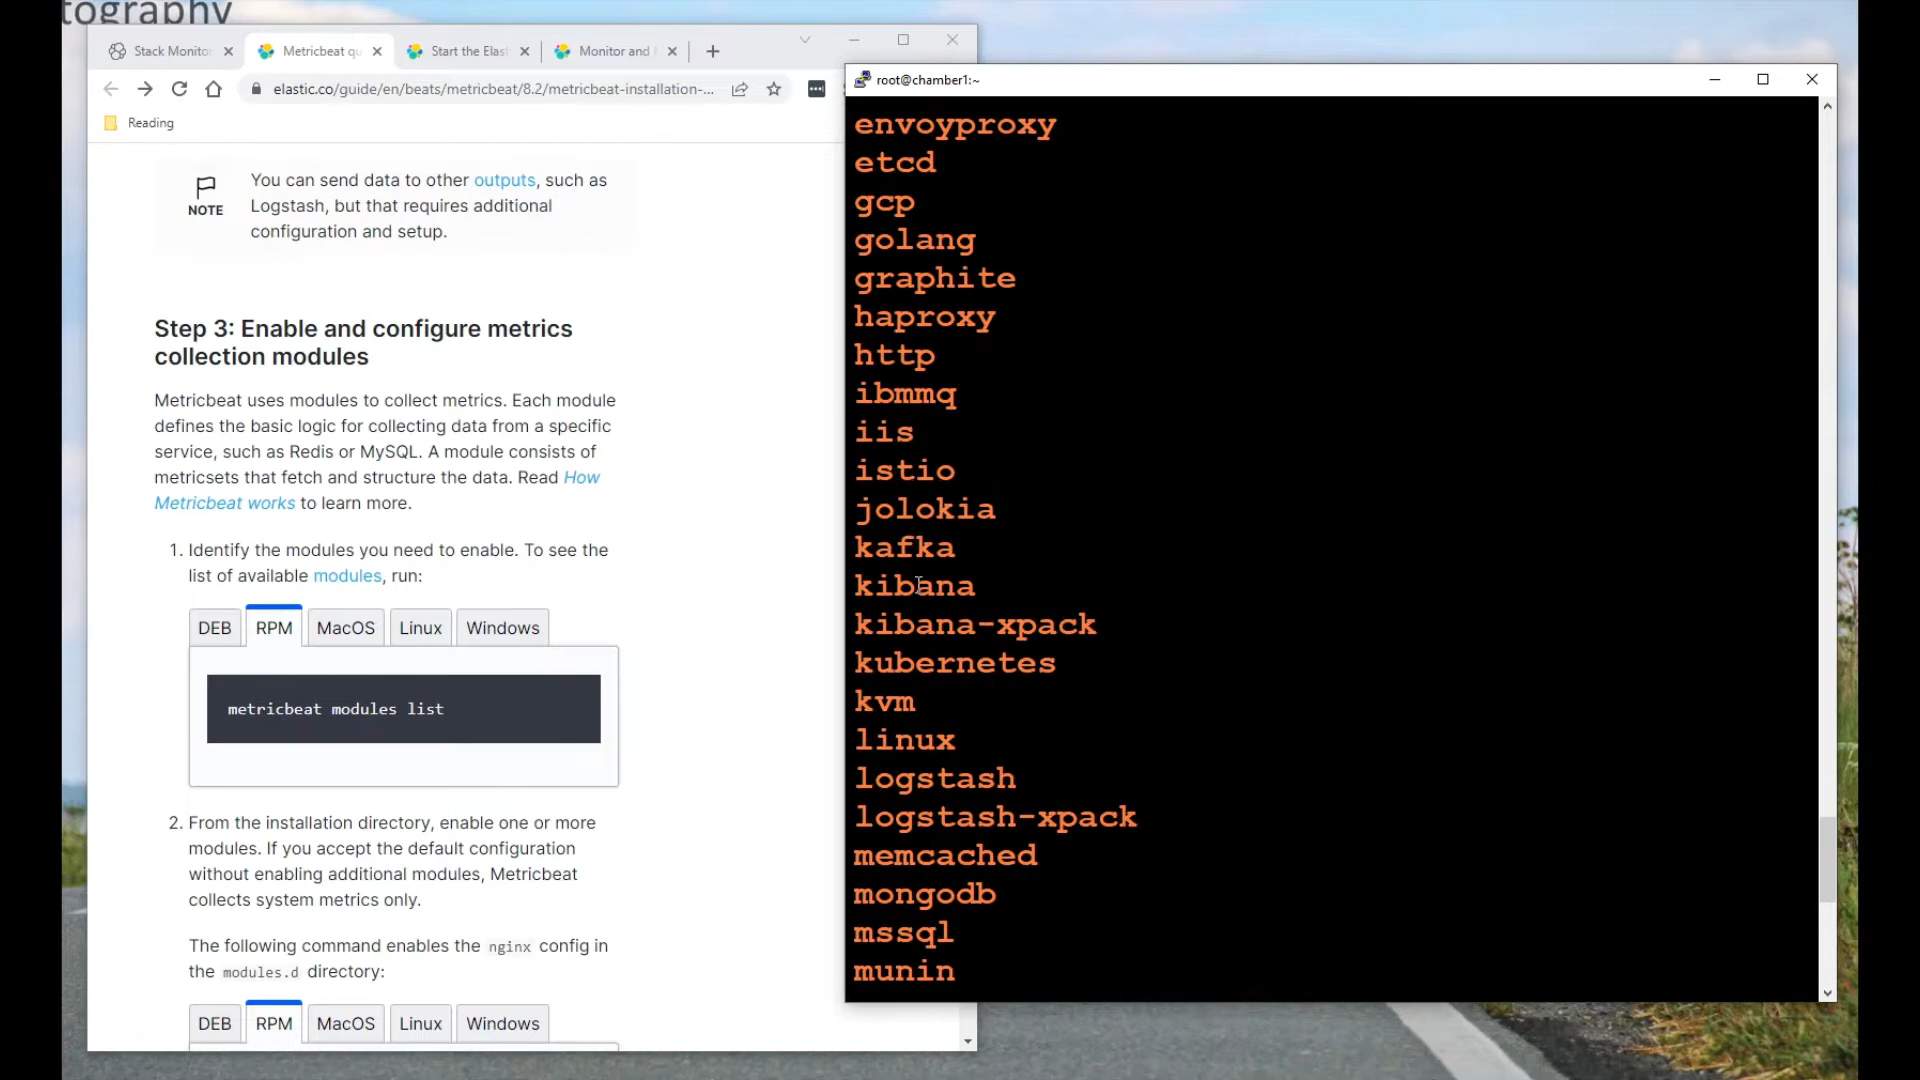 tography
Stack Monito
Metricbeat qu
Start the Elas
Monitor and
elastic.co/guide/en/beats/metricbeat/8.2/metricbeat-installation-...
Reading
NOTE
You can send data to other outputs, such as
Logstash, but that requires additional
configuration and setup.
Step 3: Enable and configure metrics
collection modules
Metricbeat uses modules to collect metrics. Each module
defines the basic logic for collecting data from a specific
service, such as Redis or MySQL. A module consists of
metricsets that fetch and structure the data. Read How
Metricbeat works to learn more.
1. Identify the modules you need to enable. To see the
list of available modules, run:
DEB RPM MacOS Linux Windows
metricbeat modules list
2. From the installation directory, enable one or more
modules. If you accept the default configuration
without enabling additional modules, Metricbeat
collects system metrics only.
The following command enables the nginx config in
the modules.d directory:
DEB RPM MacOS Linux Windows
root@chamber1:~
envoyproxy
etcd
gcp
golang
graphite
haproxy
http
ibmmq
iis
istio
jolokia
kafka
kibana
kibana-xpack
kubernetes
kvm
linux
logstash
logstash-xpack
memcached
mongodb
mssql
munin